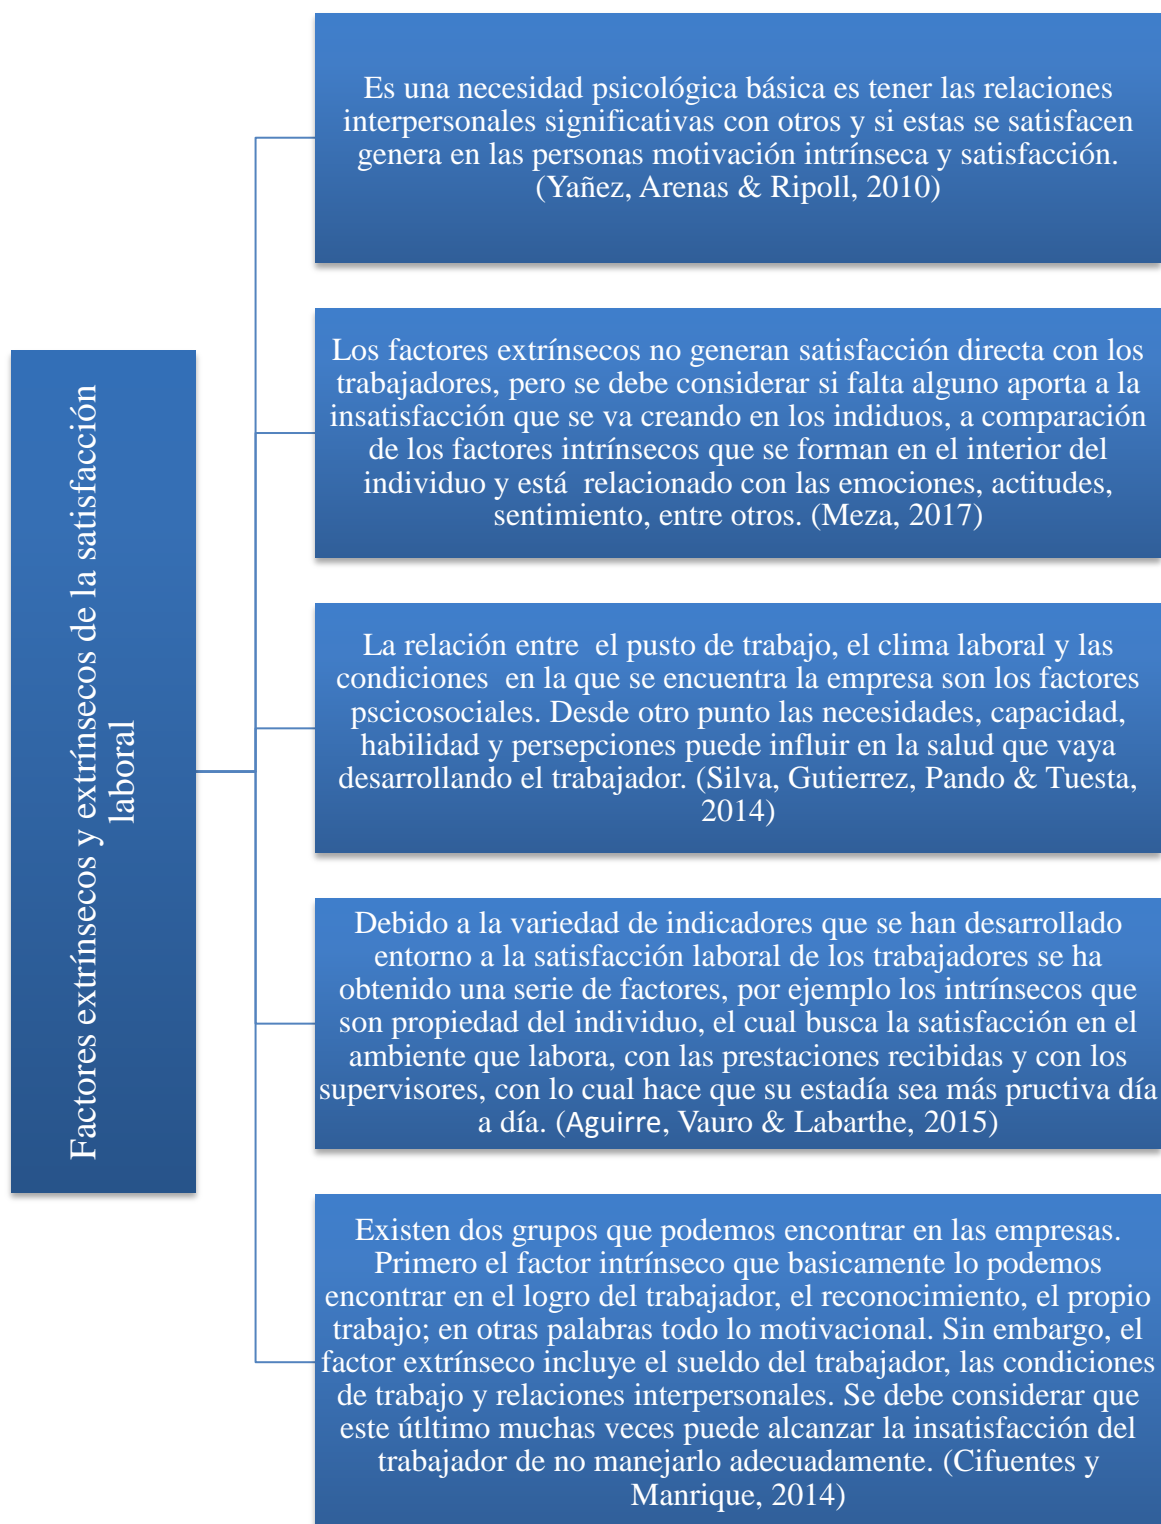 Factores extrínsecos y extrínsecos de la satisfacción
laboral
Es una necesidad psicológica básica es tener las relaciones
interpersonales significativas con otros y si estas se satisfacen
genera en las personas motivación intrínseca y satisfacción.
(Yañez, Arenas & Ripoll, 2010)
Los factores extrínsecos no generan satisfacción directa con los
trabajadores, pero se debe considerar si falta alguno aporta a la
insatisfacción que se va creando en los indiduos, a comparación
de los factores intrínsecos que se forman en el interior del
individuo y está relacionado con las emociones, actitudes,
sentimiento, entre otros. (Meza, 2017)
La relación entre el pusto de trabajo, el clima laboral y las
condiciones en la que se encuentra la empresa son los factores
pscicosociales. Desde otro punto las necesidades, capacidad,
habilidad y persepciones puede influir en la salud que vaya
desarrollando el trabajador. (Silva, Gutierrez, Pando & Tuesta,
2014)
Debido a la variedad de indicadores que se han desarrollado
entorno a la satisfacción laboral de los trabajadores se ha
obtenido una serie de factores, por ejemplo los intrínsecos que
son propiedad del individuo, el cual busca la satisfacción en el
ambiente que labora, con las prestaciones recibidas y con los
supervisores, con lo cual hace que su estadía sea más pructiva día
a día. (Aguirre, Vauro & Labarthe, 2015)
Existen dos grupos que podemos encontrar en las empresas.
Primero el factor intrínseco que basicamente lo podemos
encontrar en el logro del trabajador, el reconocimiento, el propio
trabajo; en otras palabras todo lo motivacional. Sin embargo, el
factor extrínseco incluye el sueldo del trabajador, las condiciones
de trabajo y relaciones interpersonales. Se debe considerar que
este útltimo muchas veces puede alcanzar la insatisfacción del
trabajador de no manejarlo adecuadamente. (Cifuentes y
Manrique, 2014)